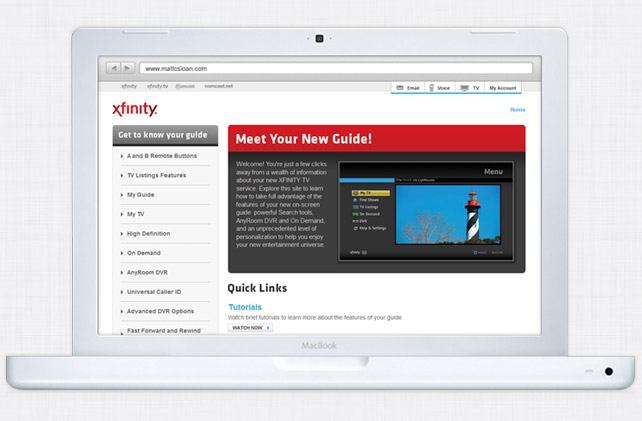 www.mattcsloan.com
xfinity xfinity tv comcast.net
Email Voice TV My Account
xfinity
Home
Get to know your guide
A and B Remote Buttons
TV Listings Features
My Guide
My TV
High Definition
On Demand
AnyRoom DVR
Universal Caller ID
Advanced DVR Options
Fast Forward and Rewind
Meet Your New Guide!
Welcome! You're just a few clicks
away from a wealth of information
about your new XFINITY TV
service. Explore this site to learn
how to take full advantage of the
features of your new on-screen
guide: powerful Search tools,
AnyRoom DVR and On Demand,
and an unprecedented level of
personalization to help you enjoy
your new entertainment universe.
Menu
My TV
Find Shows
TV Listings
On Demand
DVR
Help & Settings
xfinity
Quick Links
Tutorials
Watch brief tutorials to learn more about the features of your guide.
WATCH NOW
MacBook